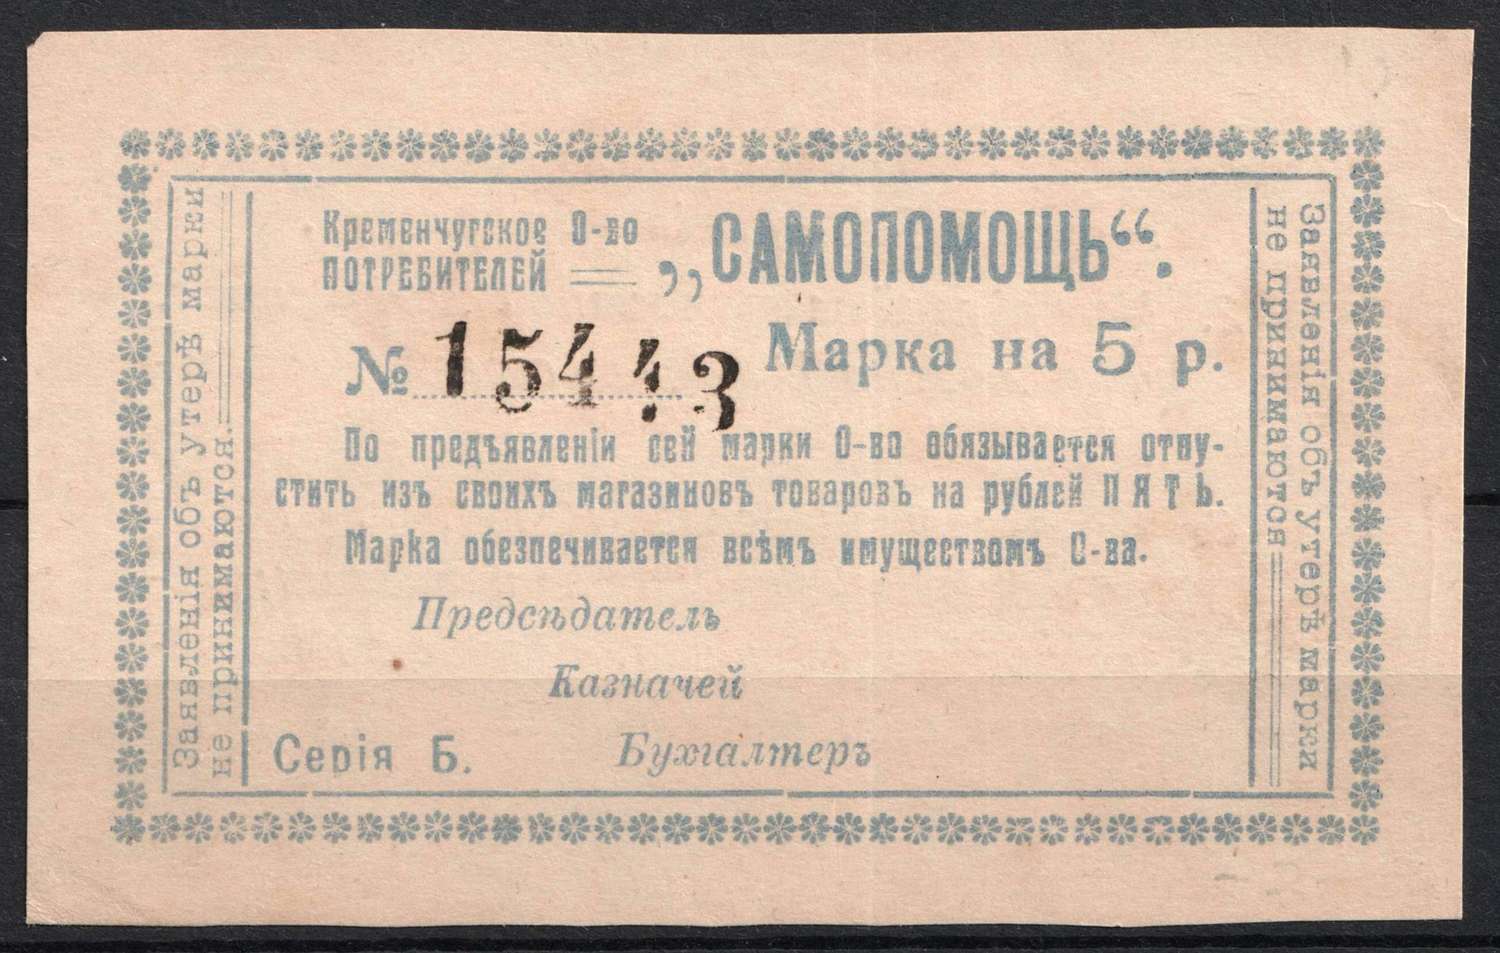 Кременчугское О-во
ПОТРЕБИТЕЛЕЙ
„САМОПОМОЩЬ“.
№ 15443
Марка на 5 р.
По предъявленіи сей марки О-во обязывается отпу-
стить изъ своихъ магазиновъ товаровъ на рублей ПЯТЬ.
Марка обезпечивается всѣмъ имуществомъ О-ва.
Предсѣдатель
Казначей
Бухгалтеръ
Серія Б.
Заявленія объ утерѣ марки
не принимаются.
Заявленія объ утерѣ марки
не принимаются